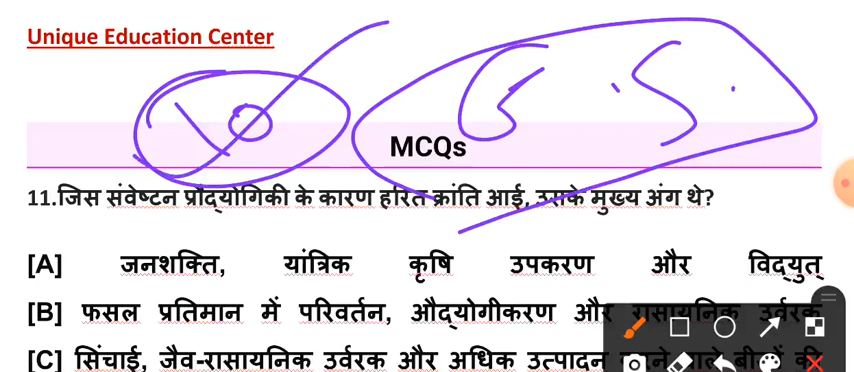 Unique Education Center
G.S.
MCQs
11.जिस संवेष्टन प्रौद्योगिकी के कारण हरित क्रांति आई, उसके मुख्य अंग थे?
[A] जनशक्ति, यांत्रिक कृषि उपकरण और विद्युत्
[B] फसल प्रतिमान में परिवर्तन, औद्योगीकरण और रासायनिक उर्वरक
[C] सिंचाई, जैव-रासायनिक उर्वरक और अधिक उत्पादन